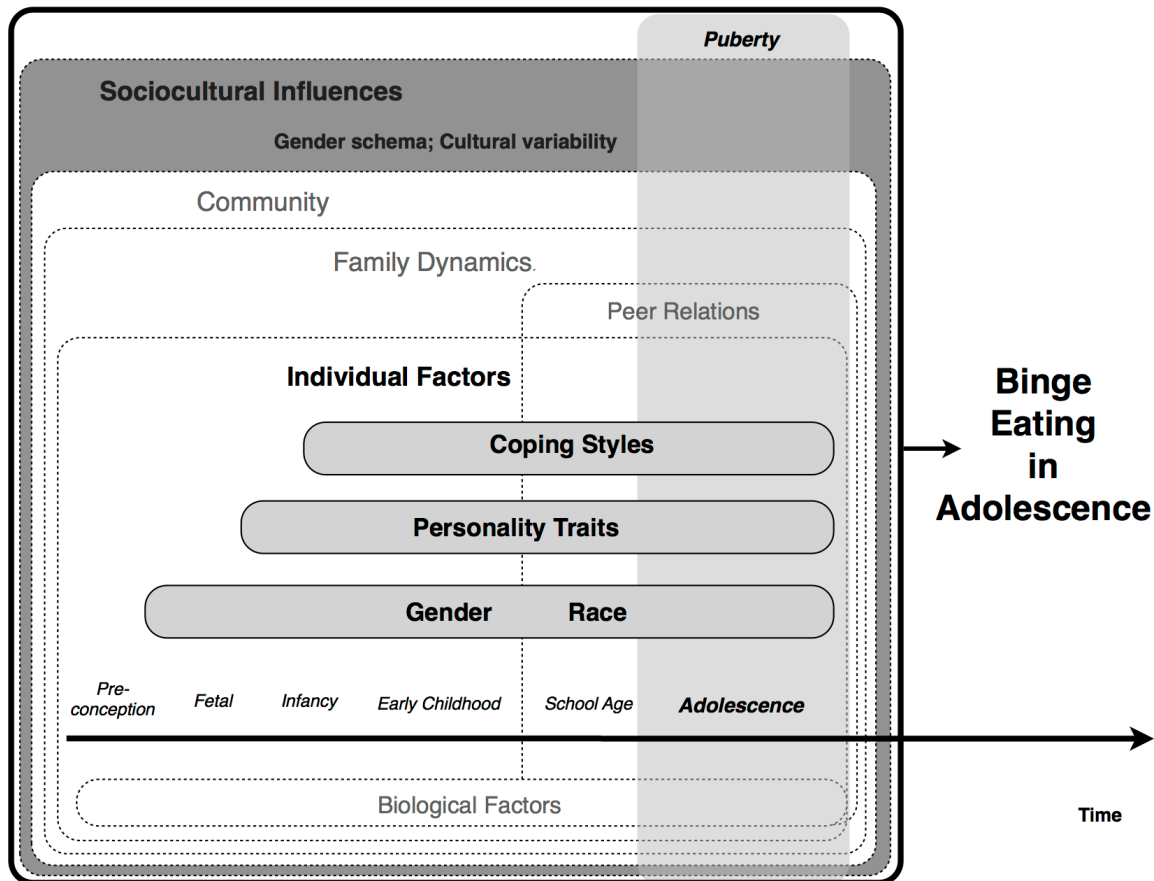 Puberty
Sociocultural Influences
Gender schema; Cultural variability
Community
Family Dynamics.
Peer Relations
Individual Factors
Coping Styles
Personality Traits
Gender Race
Pre-
conception
Fetal
Infancy
Early Childhood
School Age
Adolescence
Biological Factors
Time
Binge
Eating
in
Adolescence